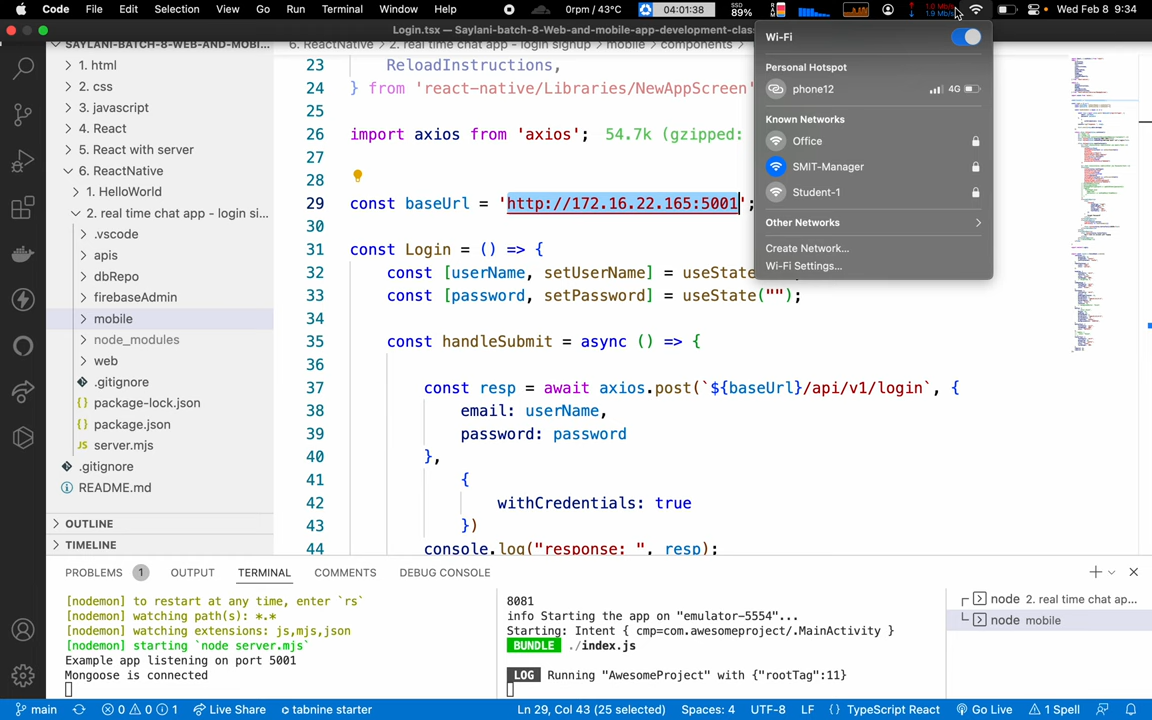 Code File Edit Selection View Go Run Terminal Window Help 0rpm / 43°C 04:01:38 SSD 89% 1.0 Mb/s 1.9 Mb/s Wed Feb 8 9:34
Login.tsx — Saylani-batch-8-Web-and-mobile-app-development-clas
SAYLANI-BATCH-8-WEB-AND-MOBI...
1. html
2. css
3. javascript
4. React
5. React with server
6. ReactNative
1. HelloWorld
2. real time chat app - login si...
.vscode
apis
dbRepo
firebaseAdmin
mobile
node_modules
web
.gitignore
package-lock.json
package.json
JS server.mjs
.gitignore
README.md
OUTLINE
TIMELINE
6. ReactNative > 2. real time chat app - login signup > mobile > components >
23 ReloadInstructions,
24 } from 'react-native/Libraries/NewAppScreen'
25
26 import axios from 'axios'; 54.7k (gzipped:
27
28
29 const baseUrl = 'http://172.16.22.165:5001';
30
31 const Login = () => {
32 const [userName, setUserName] = useState
33 const [password, setPassword] = useState("");
34
35 const handleSubmit = async () => {
36
37 const resp = await axios.post(`${baseUrl}/api/v1/login`, {
38 email: userName,
39 password: password
40 },
41 {
42 withCredentials: true
43 })
44 console.log("response: ", resp);
Wi-Fi
Personal Hotspot
phone12 4G
Known Networks
Office
SMIT-Manager
Student-1
Other Networks
Create Network...
Wi-Fi Settings...
PROBLEMS 1 OUTPUT TERMINAL COMMENTS DEBUG CONSOLE
[nodemon] to restart at any time, enter `rs`
[nodemon] watching path(s): *.*
[nodemon] watching extensions: js,mjs,json
[nodemon] starting `node server.mjs`
Example app listening on port 5001
Mongoose is connected
8081
info Starting the app on "emulator-5554"...
Starting: Intent { cmp=com.awesomeproject/.MainActivity }
BUNDLE ./index.js
LOG Running "AwesomeProject" with {"rootTag":11}
node 2. real time chat ap...
node mobile
main 0 0 1 Live Share tabnine starter Ln 29, Col 43 (25 selected) Spaces: 4 UTF-8 LF {} TypeScript React Go Live 1 Spell